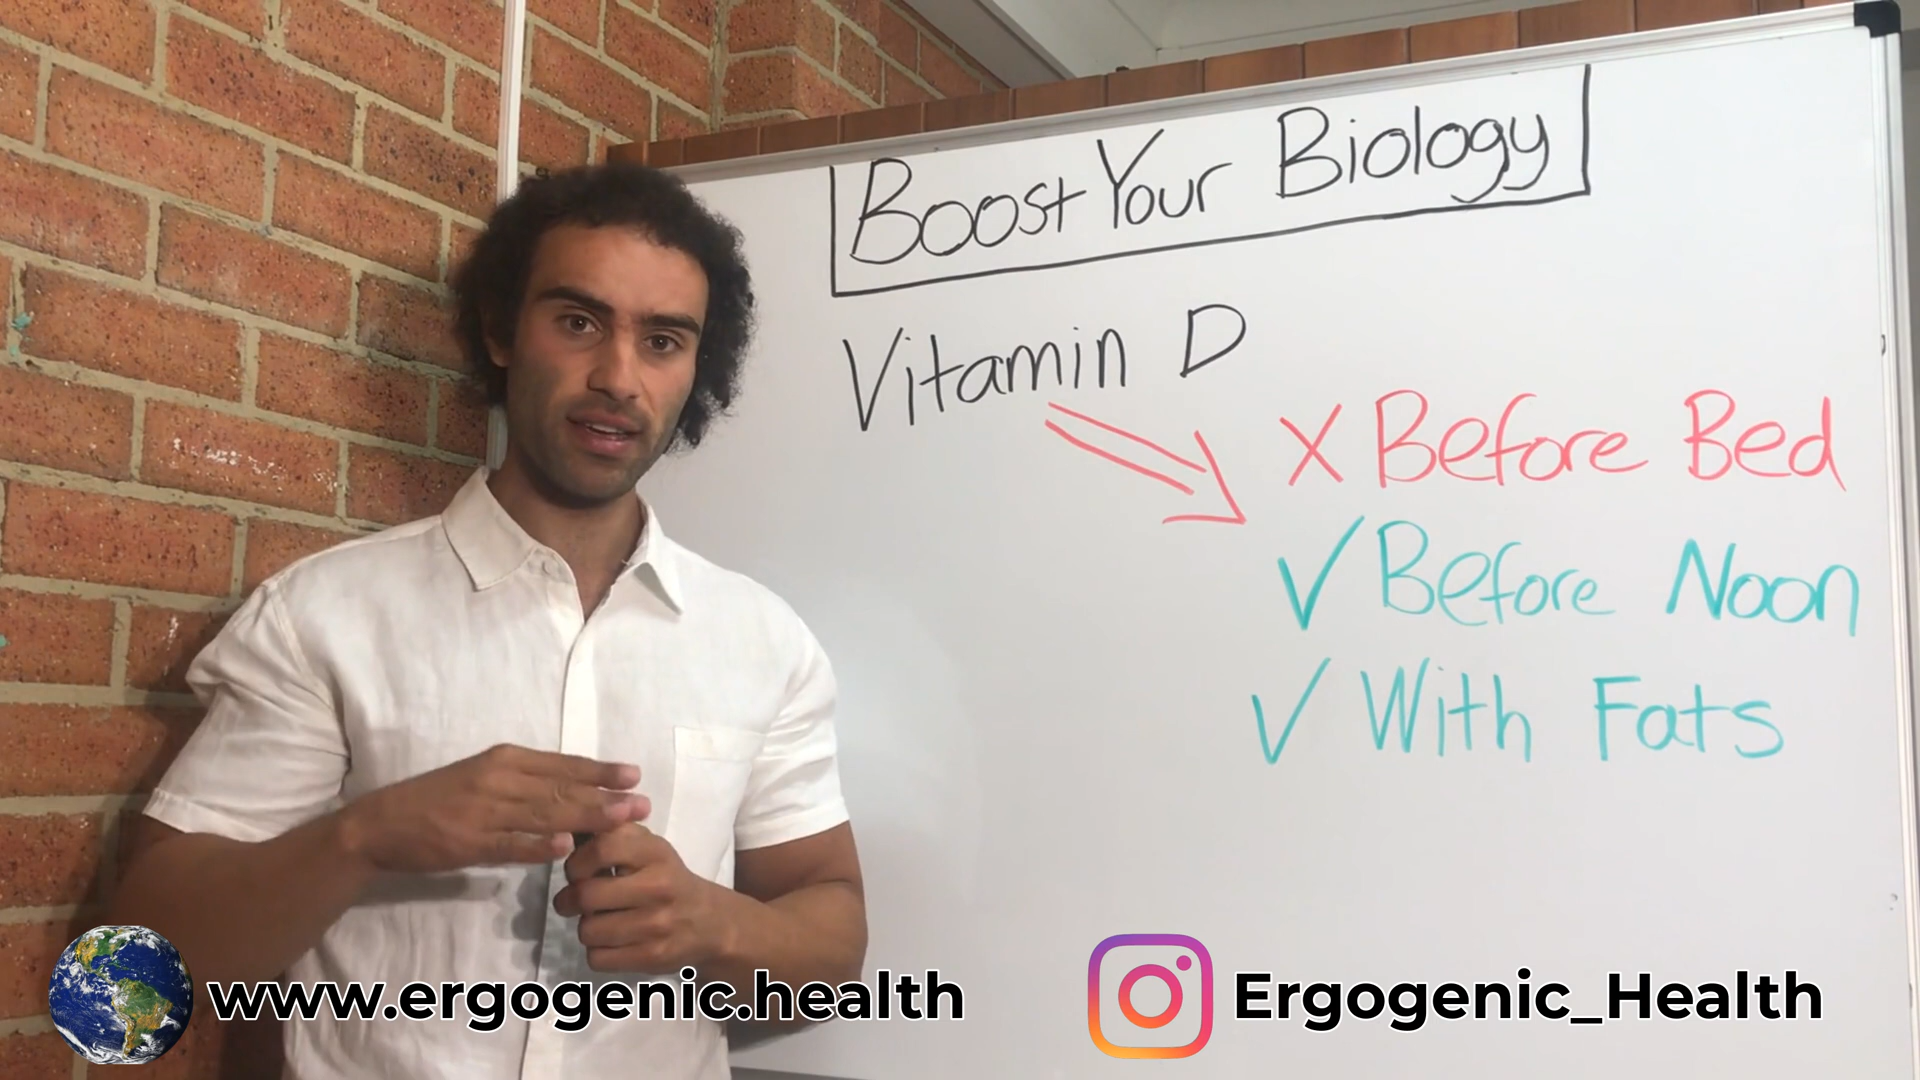 Boost Your Biology
Vitamin D
X Before Bed
✓ Before Noon
✓ With Fats
www.ergogenic.health
Ergogenic_Health